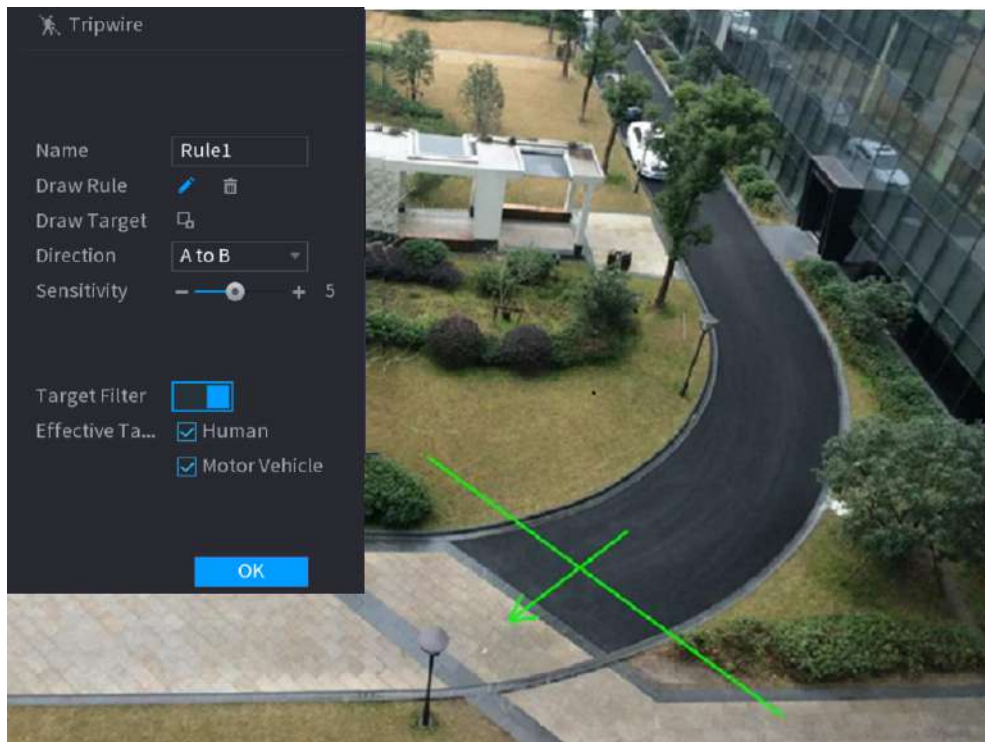 Tripwire
Name Rule1
Draw Rule
Draw Target
Direction A to B
Sensitivity - + 5
Target Filter
Effective Ta... Human
Motor Vehicle
OK